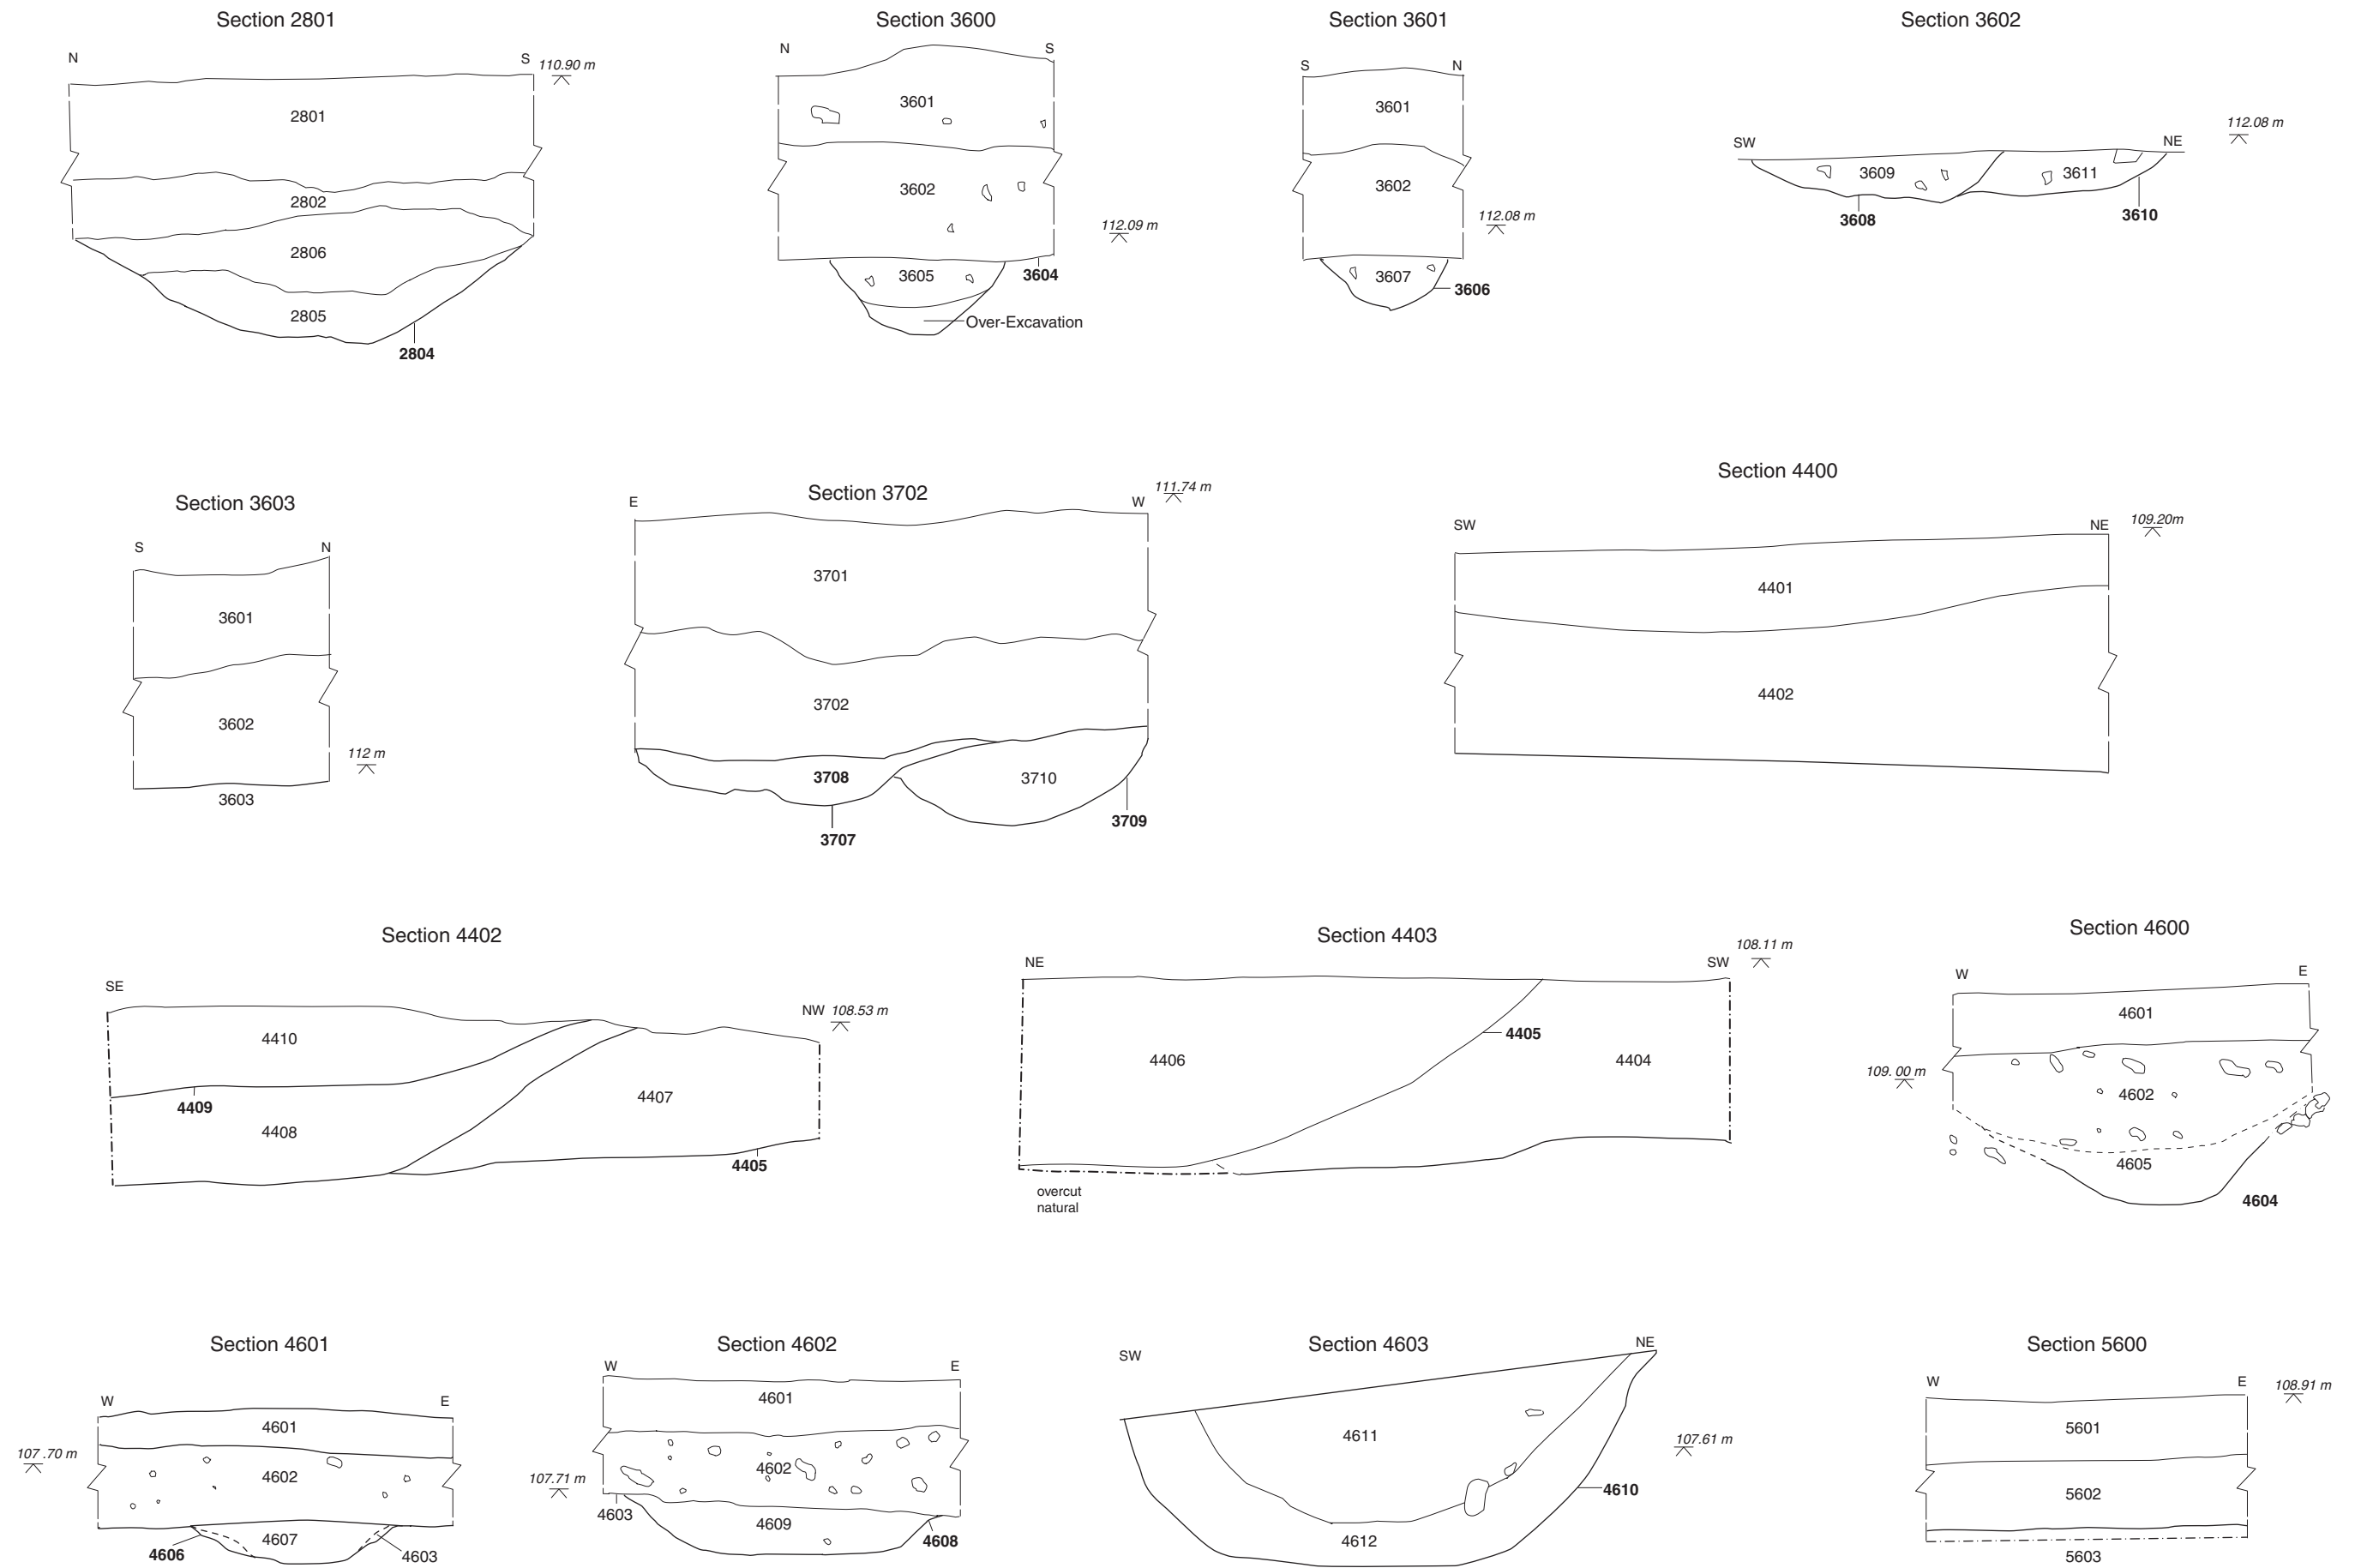 Section 2801
N
S
110.90 m
2801
2802
2806
2805
2804
Section 3600
N
S
3601
3602
112.09 m
3605
3604
Over-Excavation
Section 3601
S
N
3601
3602
112.08 m
3607
3606
Section 3602
112.08 m
SW
NE
3609
3611
3608
3610
Section 3603
S
N
3601
3602
112 m
3603
Section 3702
E
W
111.74 m
3701
3702
3708
3710
3707
3709
Section 4400
SW
NE
109.20m
4401
4402
Section 4402
SE
NW 108.53 m
4410
4409
4407
4408
4405
Section 4403
NE
SW
108.11 m
4405
4406
4404
overcut
natural
Section 4600
W
E
4601
109. 00 m
4602
4605
4604
Section 4601
W
E
4601
107 .70 m
4602
4607
4606
4603
Section 4602
W
E
4601
4602
107.71 m
4603
4609
4608
Section 4603
SW
NE
4611
107.61 m
4610
4612
Section 5600
W
E
108.91 m
5601
5602
5603